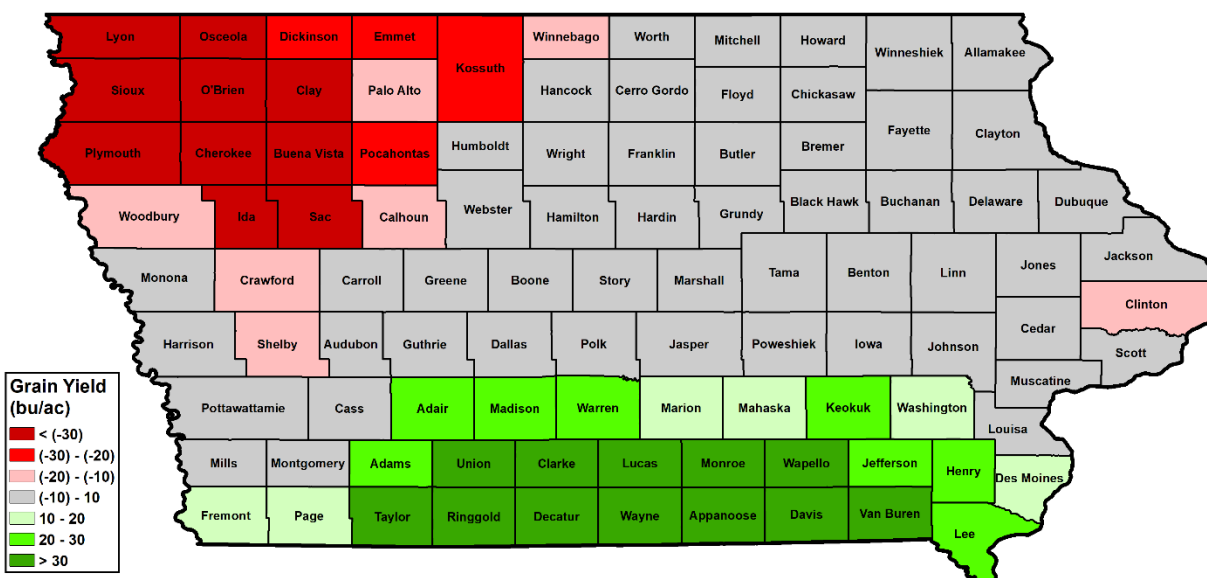 Lyon Osceola Dickinson Emmet Kossuth Winnebago Worth Mitchell Howard Winneshiek Allamakee
Sioux O'Brien Clay Palo Alto Hancock Cerro Gordo Floyd Chickasaw
Plymouth Cherokee Buena Vista Pocahontas Humboldt Wright Franklin Butler Bremer Fayette Clayton
Woodbury Ida Sac Calhoun Webster Hamilton Hardin Grundy Black Hawk Buchanan Delaware Dubuque
Monona Crawford Carroll Greene Boone Story Marshall Tama Benton Linn Jones Jackson
Clinton
Harrison Shelby Audubon Guthrie Dallas Polk Jasper Poweshiek Iowa Johnson Cedar Scott
Muscatine
Pottawattamie Cass Adair Madison Warren Marion Mahaska Keokuk Washington Louisa
Mills Montgomery Adams Union Clarke Lucas Monroe Wapello Jefferson Henry Des Moines
Fremont Page Taylor Ringgold Decatur Wayne Appanoose Davis Van Buren Lee
Grain Yield
(bu/ac)
< (-30)
(-30) - (-20)
(-20) - (-10)
(-10) - 10
10 - 20
20 - 30
> 30